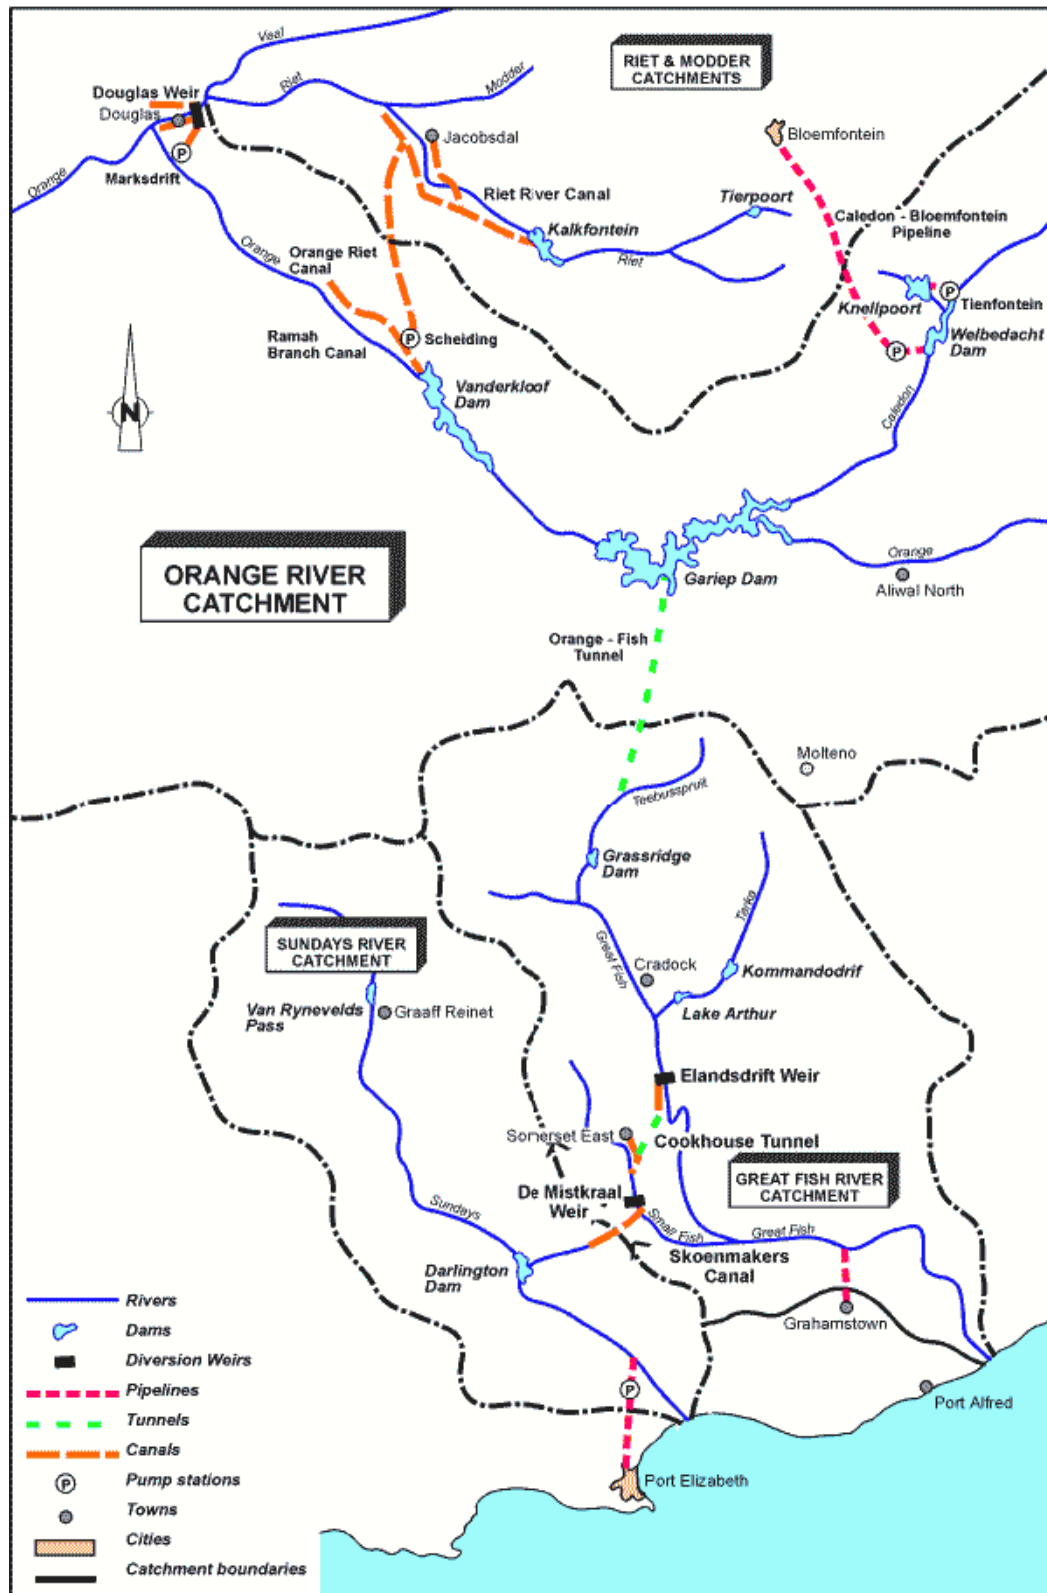 Vaal
RIET & MODDER
CATCHMENTS
Douglas Weir
Riet
Modder
Douglas
Jacobsdal
Bloemfontein
P
Marksdrift
Orange
Riet River Canal
Tierpoort
Kalkfontein
Caledon - Bloemfontein
Pipeline
Orange
Orange Riet
Canal
Riet
P
Knellpoort
Tienfontein
Ramah
Branch Canal
P
Scheiding
P
Welbedacht
Dam
Vanderkloof
Dam
N
Caledon
ORANGE RIVER
CATCHMENT
Gariep Dam
Orange
Aliwal North
Orange - Fish
Tunnel
Molteno
Teebusspruit
Grassridge
Dam
Tarka
SUNDAYS RIVER
CATCHMENT
Great Fish
Cradock
Kommandodrif
Van Rynevelds
Pass
Graaff Reinet
Lake Arthur
Elandsdrift Weir
Somerset East
Cookhouse Tunnel
GREAT FISH RIVER
CATCHMENT
De Mistkraal
Weir
Sundays
Small Fish
Great Fish
Skoenmakers
Canal
Darlington
Dam
Grahamstown
Rivers
Dams
Diversion Weirs
Pipelines
P
Port Alfred
Tunnels
Canals
P
Pump stations
Port Elizabeth
Towns
Cities
Catchment boundaries